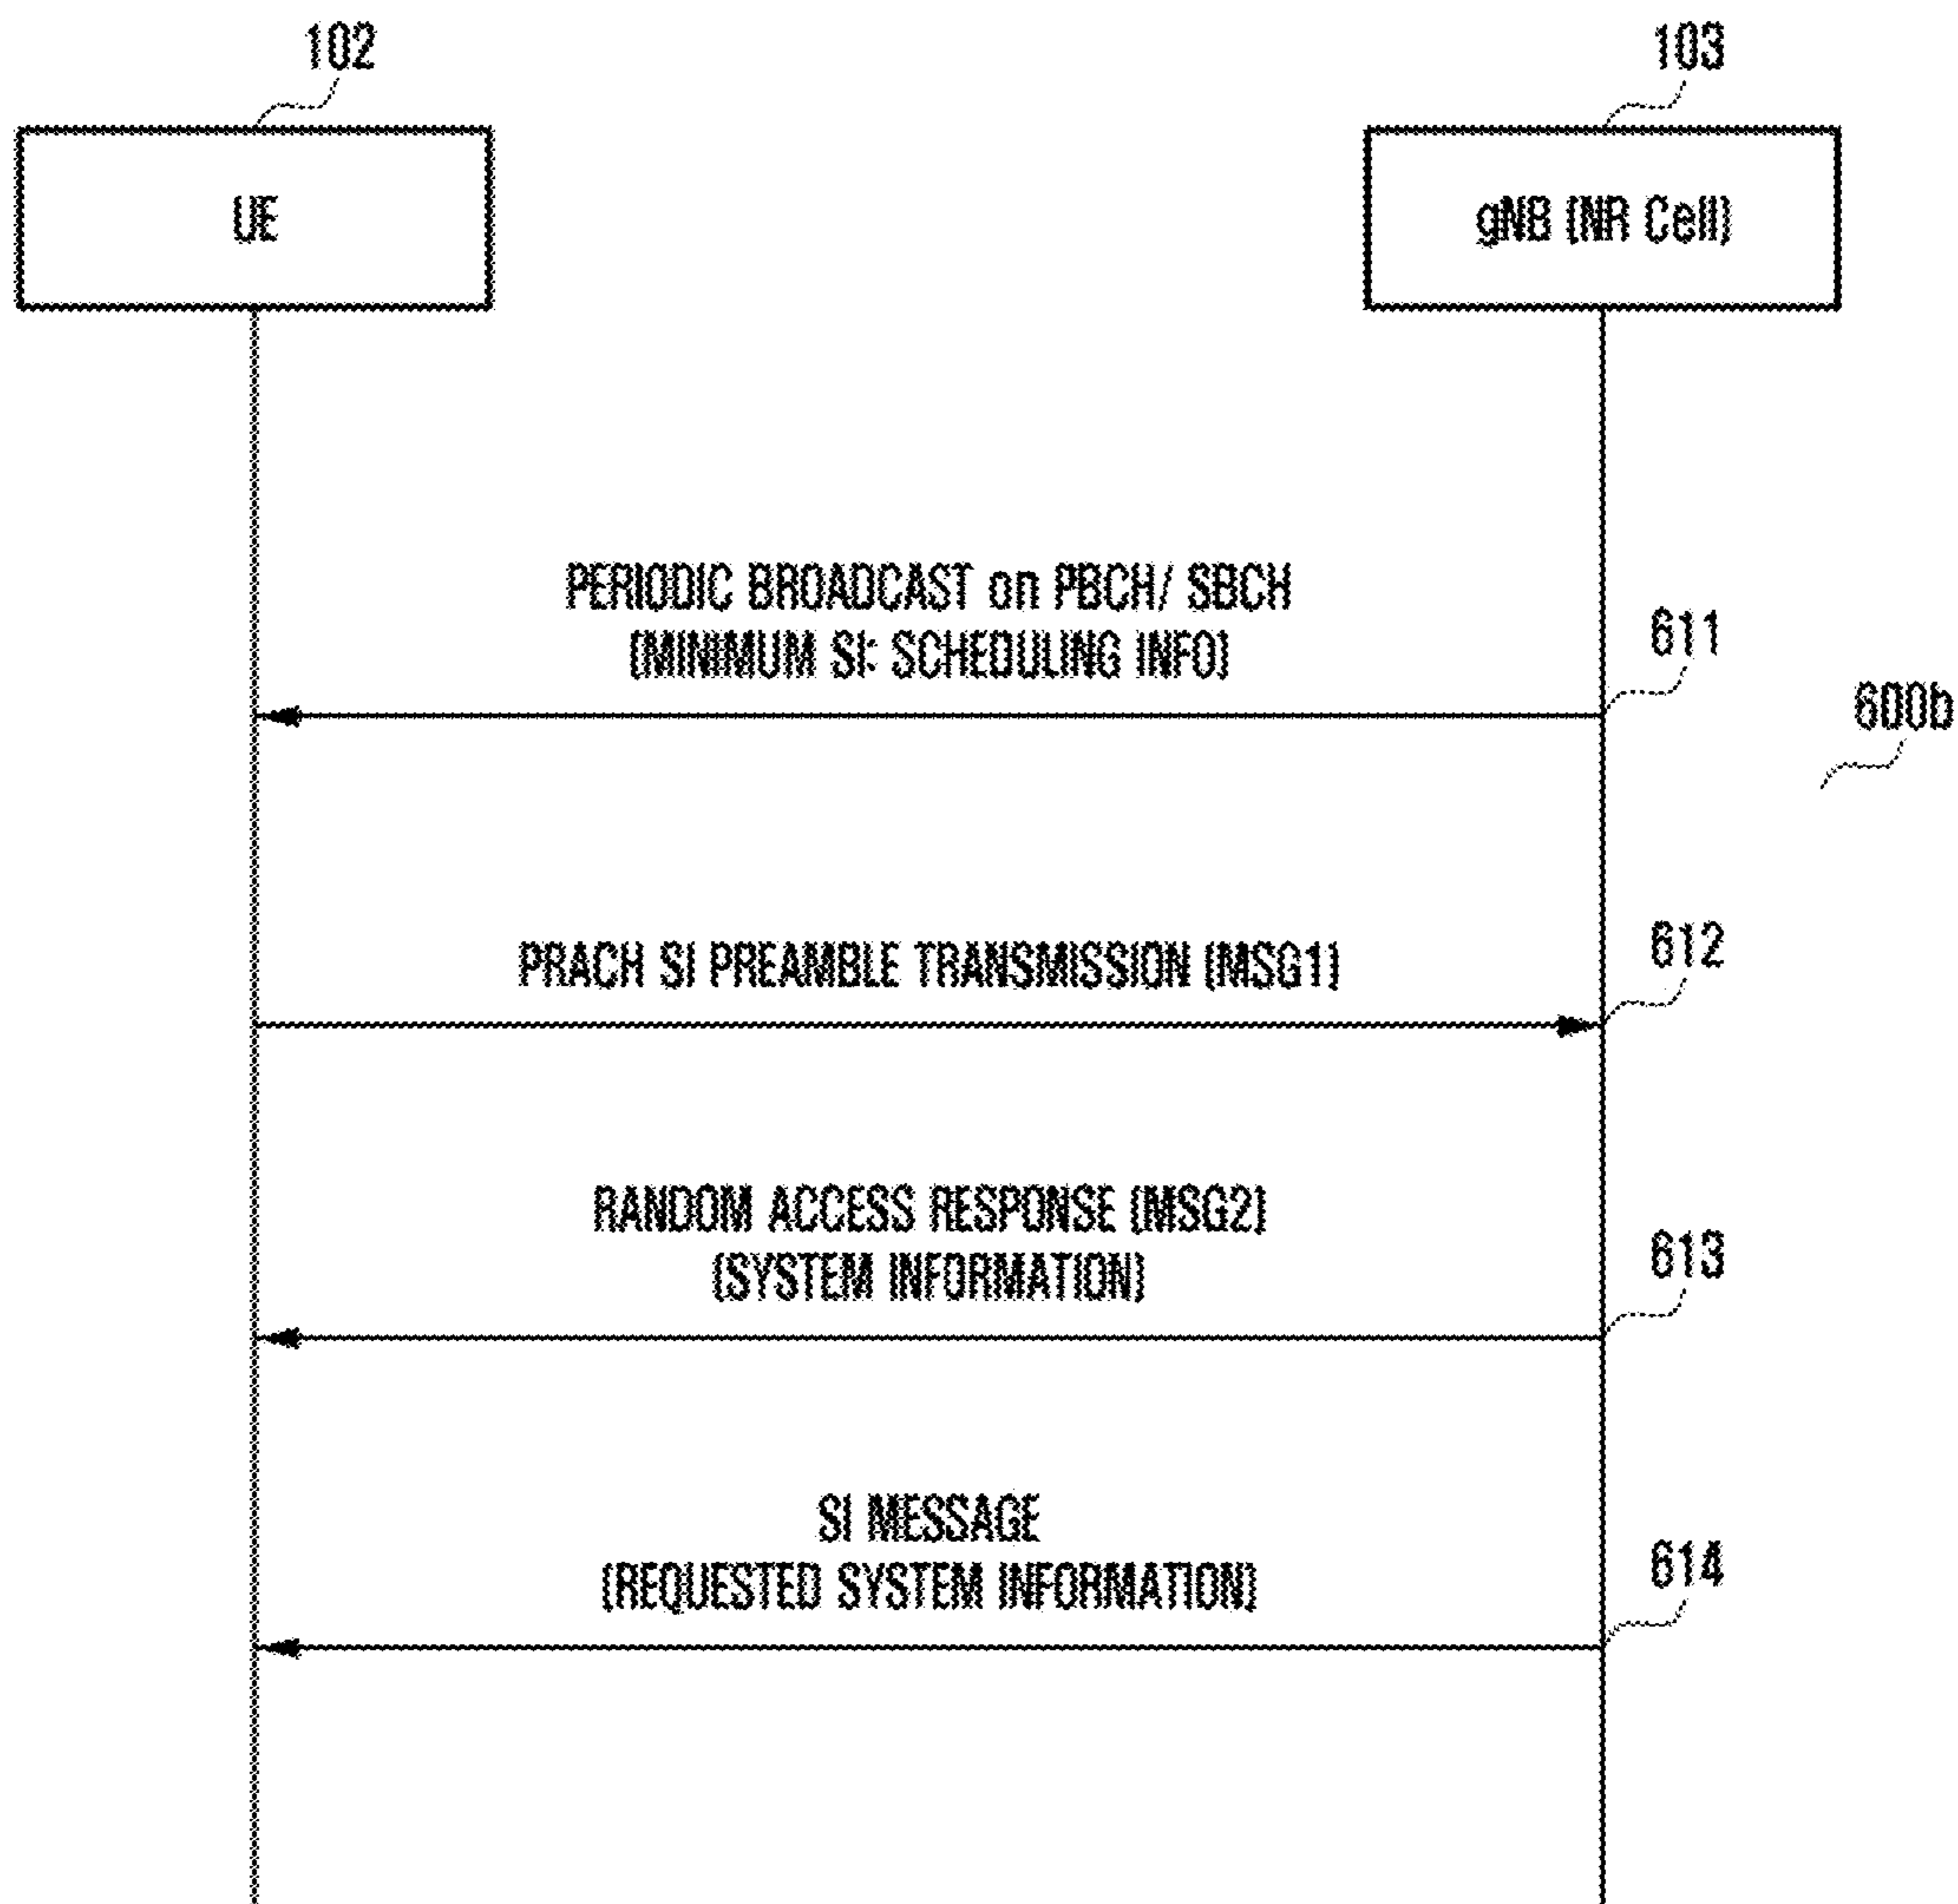 102
103
UE
gNB (NR Cell)
PERIODIC BROADCAST on PBCH/ SBCH
(MINIMUM SI: SCHEDULING INFO)
611
600b
PRACH SI PREAMBLE TRANSMISSION (MSG1)
612
RANDOM ACCESS RESPONSE (MSG2)
(SYSTEM INFORMATION)
613
SI MESSAGE
(REQUESTED SYSTEM INFORMATION)
614